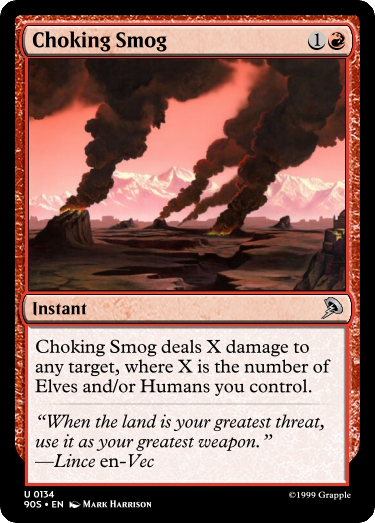 Choking Smog 1
Instant
Choking Smog deals X damage to
any target, where X is the number of
Elves and/or Humans you control.
“When the land is your greatest threat,
use it as your greatest weapon.”
—Lince en-Vec
U 0134
90S • EN Mark Harrison
©1999 Grapple